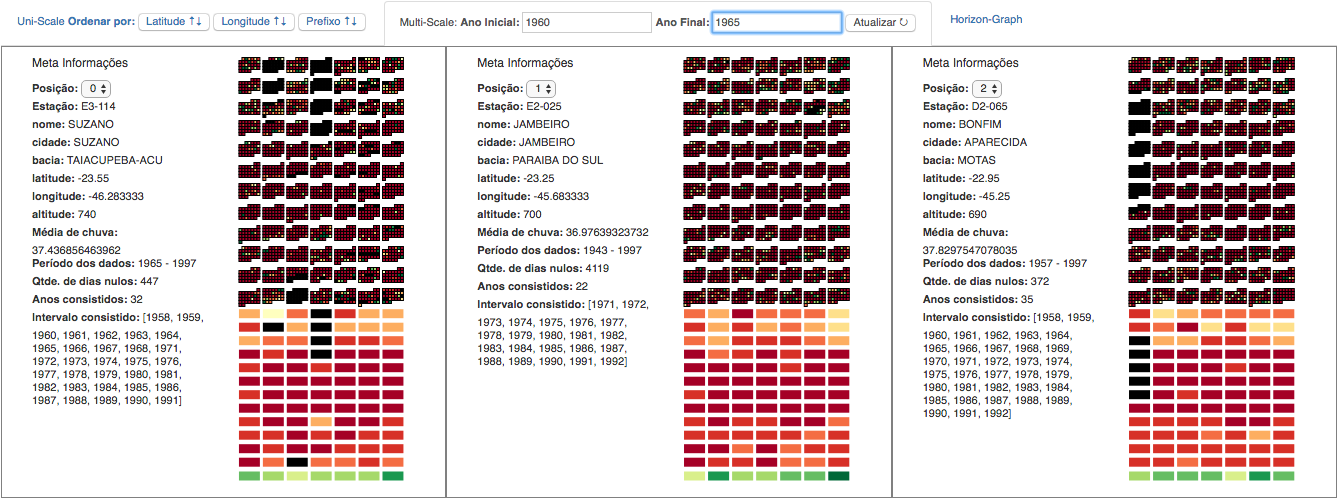 Uni-Scale Ordenar por: Latitude ↑↓ Longitude ↑↓ Prefixo ↑↓ Multi-Scale: Ano Inicial: 1960 Ano Final: 1965 Atualizar ↻ Horizon-Graph
Meta Informações
Posição: 0
Estação: E3-114
nome: SUZANO
cidade: SUZANO
bacia: TAIACUPEBA-ACU
latitude: -23.55
longitude: -46.283333
altitude: 740
Média de chuva:
37.436856463962
Período dos dados: 1965 - 1997
Qtde. de dias nulos: 447
Anos consistidos: 32
Intervalo consistido: [1958, 1959,
1960, 1961, 1962, 1963, 1964,
1965, 1966, 1967, 1968, 1971,
1972, 1973, 1974, 1975, 1976,
1977, 1978, 1979, 1980, 1981,
1982, 1983, 1984, 1985, 1986,
1987, 1988, 1989, 1990, 1991]
Meta Informações
Posição: 1
Estação: E2-025
nome: JAMBEIRO
cidade: JAMBEIRO
bacia: PARAIBA DO SUL
latitude: -23.25
longitude: -45.683333
altitude: 700
Média de chuva: 36.97639323732
Período dos dados: 1943 - 1997
Qtde. de dias nulos: 4119
Anos consistidos: 22
Intervalo consistido: [1971, 1972,
1973, 1974, 1975, 1976, 1977,
1978, 1979, 1980, 1981, 1982,
1983, 1984, 1985, 1986, 1987,
1988, 1989, 1990, 1991, 1992]
Meta Informações
Posição: 2
Estação: D2-065
nome: BONFIM
cidade: APARECIDA
bacia: MOTAS
latitude: -22.95
longitude: -45.25
altitude: 690
Média de chuva:
37.8297547078035
Período dos dados: 1957 - 1997
Qtde. de dias nulos: 372
Anos consistidos: 35
Intervalo consistido: [1958, 1959,
1960, 1961, 1962, 1963, 1964,
1965, 1966, 1967, 1968, 1969,
1970, 1971, 1972, 1973, 1974,
1975, 1976, 1977, 1978, 1979,
1980, 1981, 1982, 1983, 1984,
1985, 1986, 1987, 1988, 1989,
1990, 1991, 1992]